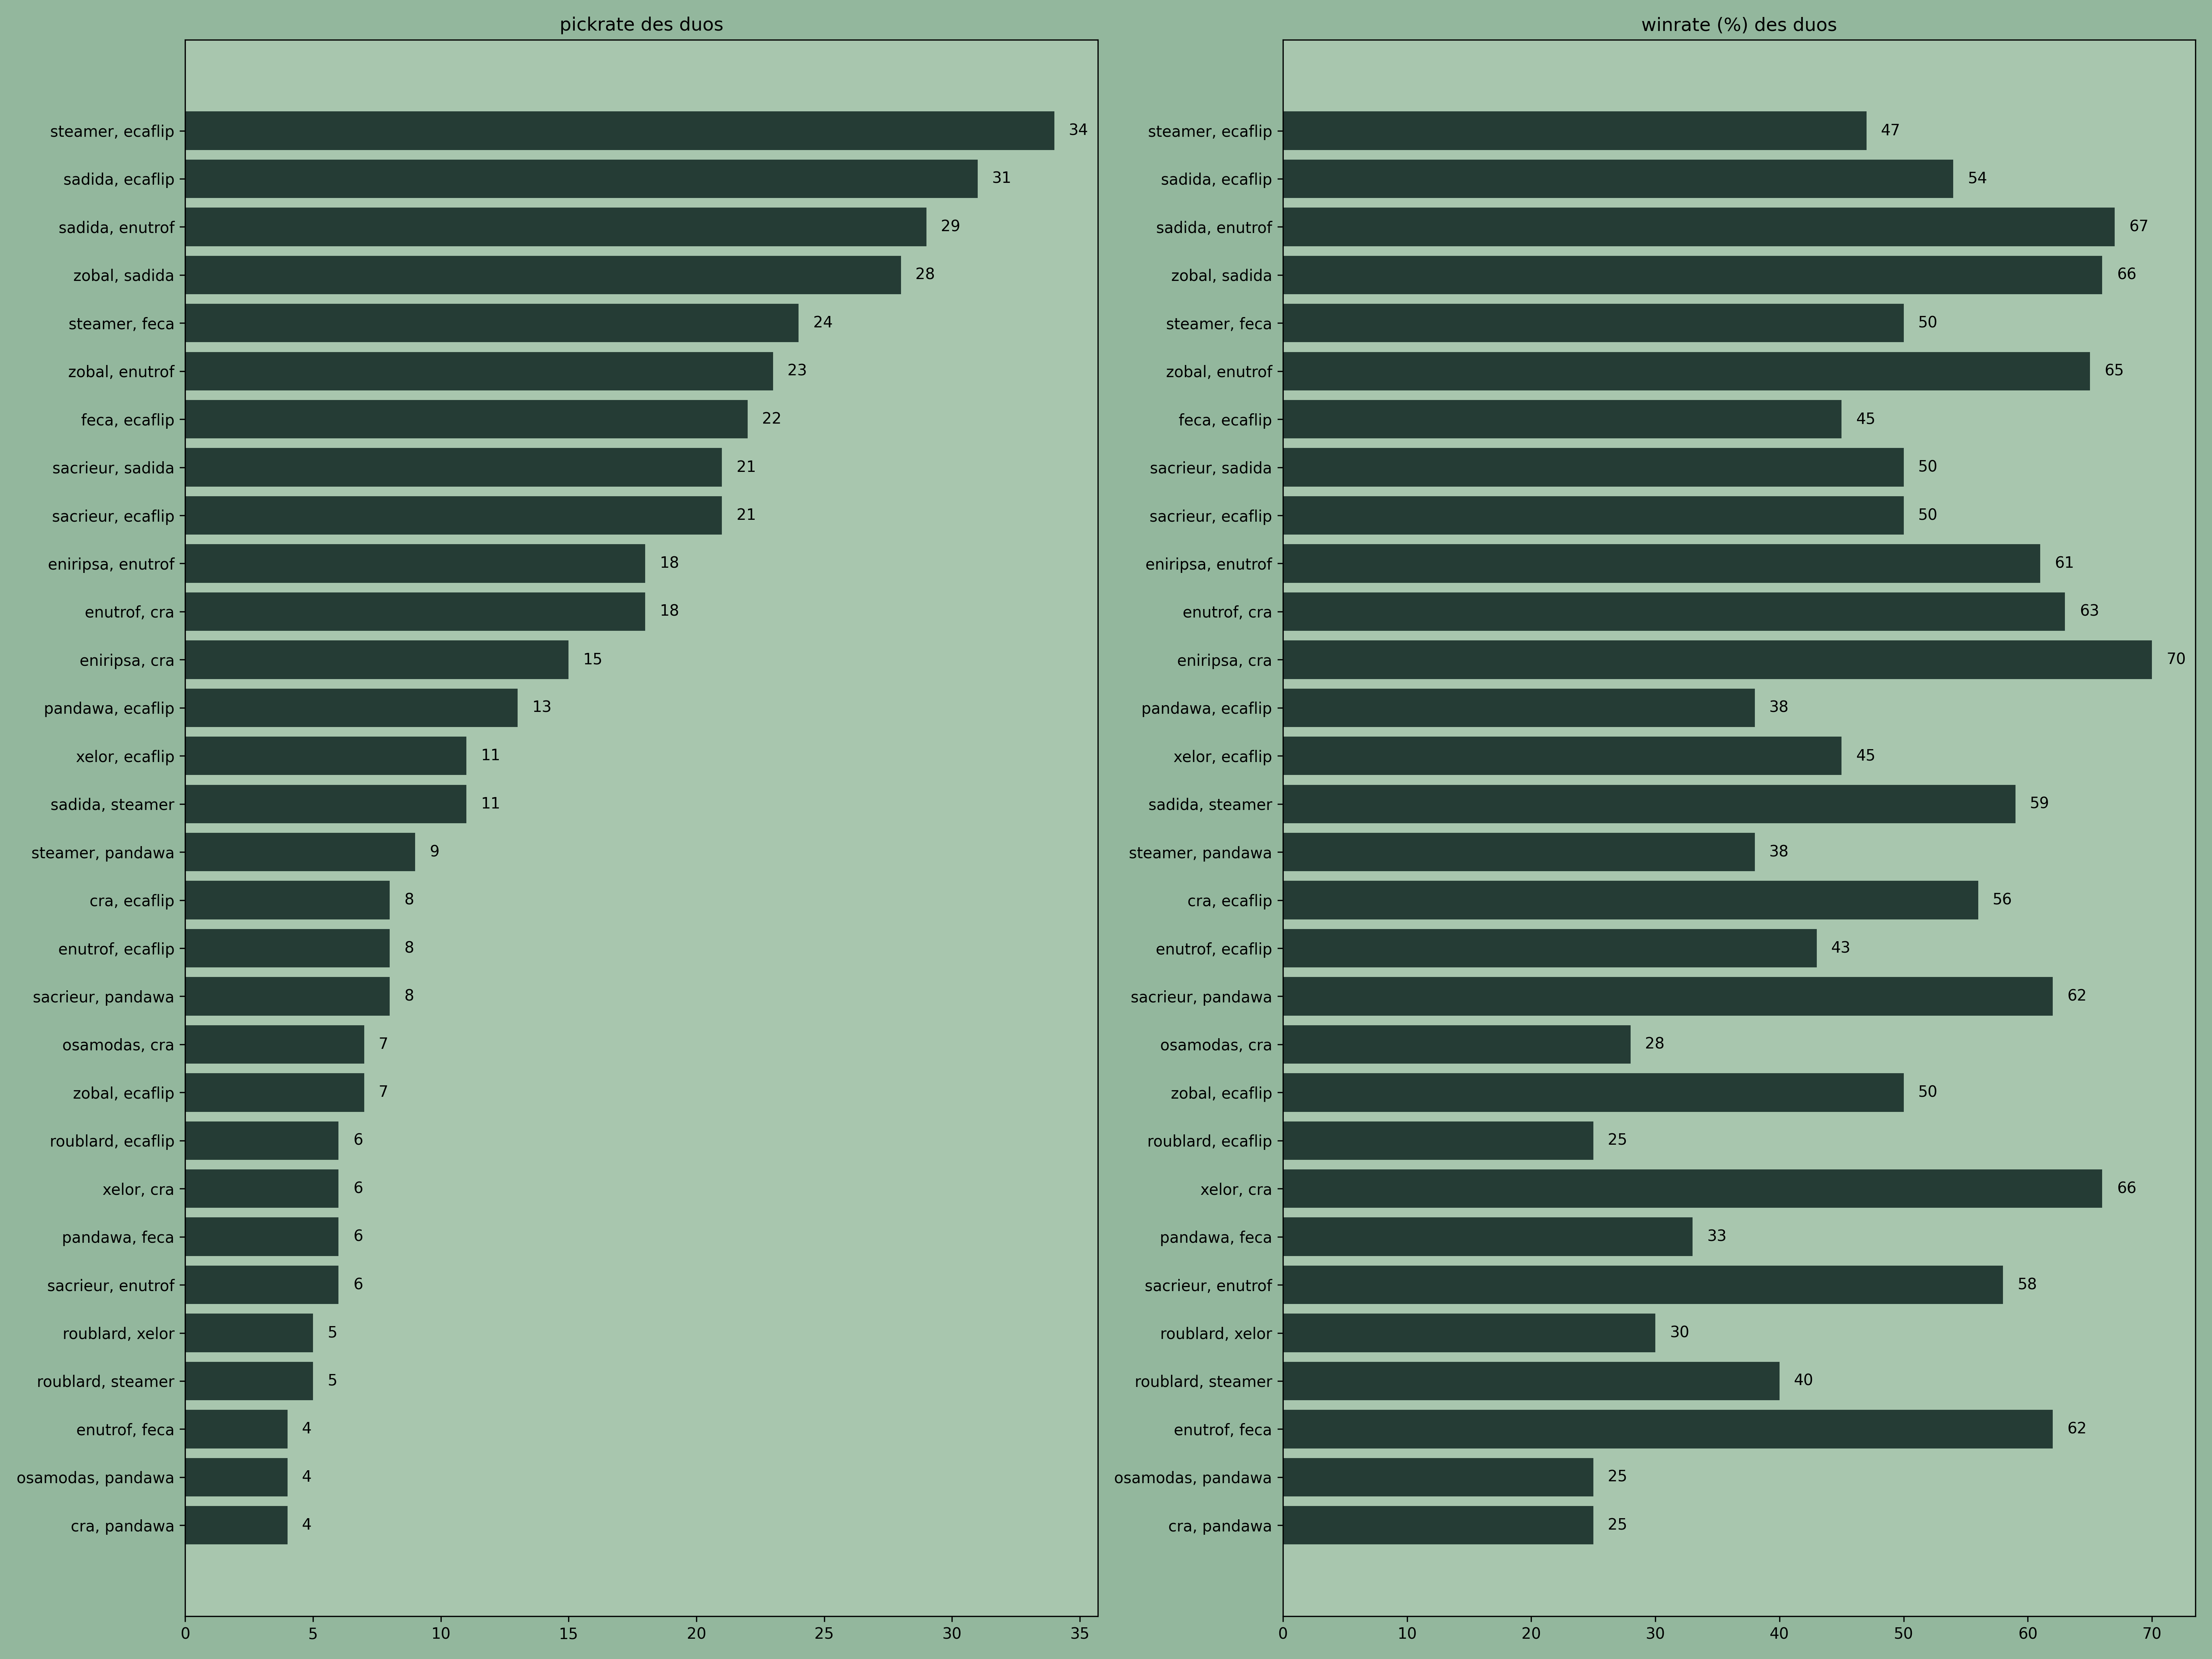 pickrate des duos
steamer, ecaflip 34
sadida, ecaflip 31
sadida, enutrof 29
zobal, sadida 28
steamer, feca 24
zobal, enutrof 23
feca, ecaflip 22
sacrieur, sadida 21
sacrieur, ecaflip 21
eniripsa, enutrof 18
enutrof, cra 18
eniripsa, cra 15
pandawa, ecaflip 13
xelor, ecaflip 11
sadida, steamer 11
steamer, pandawa 9
cra, ecaflip 8
enutrof, ecaflip 8
sacrieur, pandawa 8
osamodas, cra 7
zobal, ecaflip 7
roublard, ecaflip 6
xelor, cra 6
pandawa, feca 6
sacrieur, enutrof 6
roublard, xelor 5
roublard, steamer 5
enutrof, feca 4
osamodas, pandawa 4
cra, pandawa 4
0 5 10 15 20 25 30 35
winrate (%) des duos
steamer, ecaflip 47
sadida, ecaflip 54
sadida, enutrof 67
zobal, sadida 66
steamer, feca 50
zobal, enutrof 65
feca, ecaflip 45
sacrieur, sadida 50
sacrieur, ecaflip 50
eniripsa, enutrof 61
enutrof, cra 63
eniripsa, cra 70
pandawa, ecaflip 38
xelor, ecaflip 45
sadida, steamer 59
steamer, pandawa 38
cra, ecaflip 56
enutrof, ecaflip 43
sacrieur, pandawa 62
osamodas, cra 28
zobal, ecaflip 50
roublard, ecaflip 25
xelor, cra 66
pandawa, feca 33
sacrieur, enutrof 58
roublard, xelor 30
roublard, steamer 40
enutrof, feca 62
osamodas, pandawa 25
cra, pandawa 25
0 10 20 30 40 50 60 70